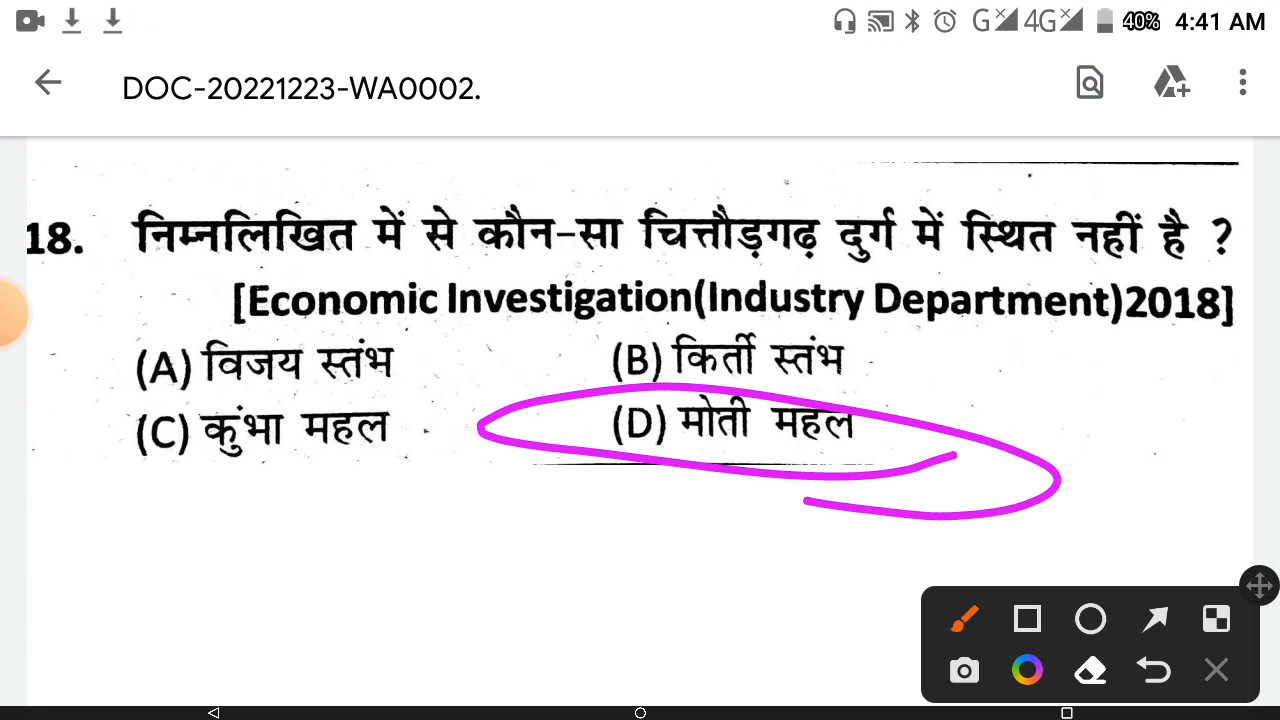 G 4G 40% 4:41 AM
DOC-20221223-WA0002.
18. निम्नलिखित में से कौन-सा चित्तौड़गढ़ दुर्ग में स्थित नहीं है ?
[Economic Investigation(Industry Department)2018]
(A) विजय स्तंभ (B) किर्ती स्तंभ
(C) कुंभा महल (D) मोती महल